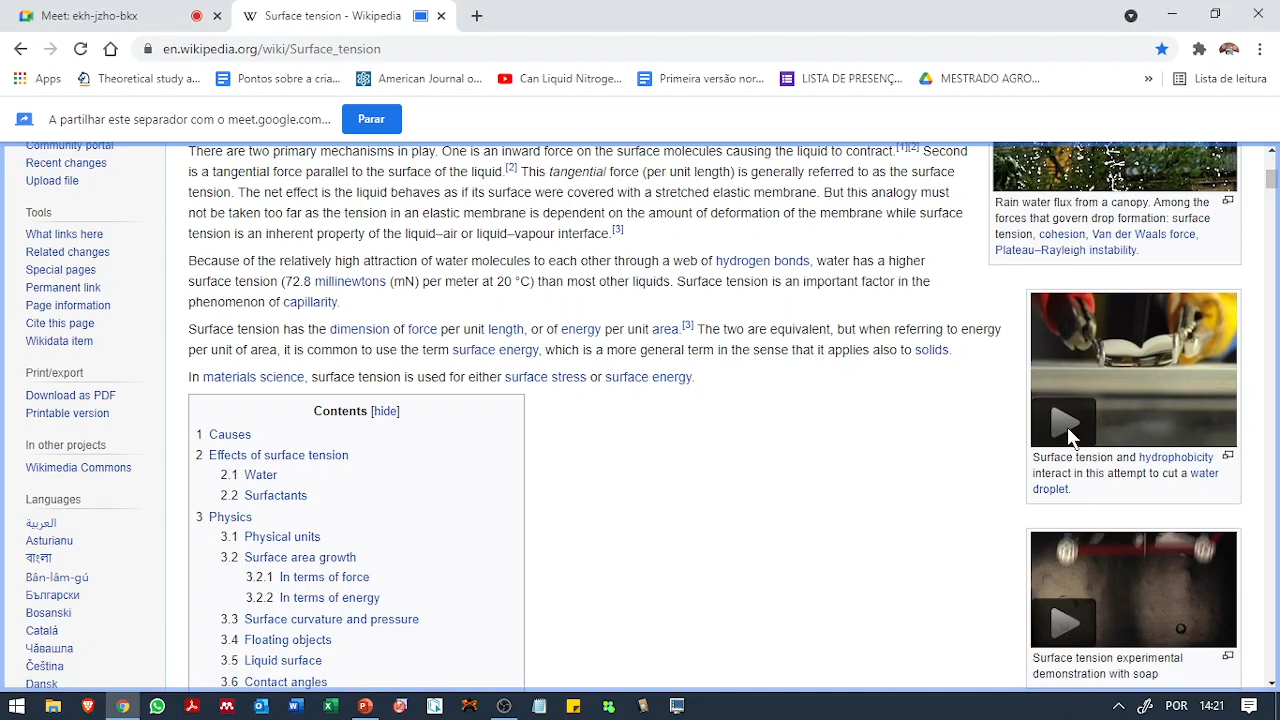 Meet: ekh-jzho-bkx
Surface tension - Wikipedia
en.wikipedia.org/wiki/Surface_tension
Apps
Theoretical study a...
Pontos sobre a cria...
American Journal o...
Can Liquid Nitroge...
Primeira versão nor...
LISTA DE PRESENÇ...
MESTRADO AGRO...
»
Lista de leitura
A partilhar este separador com o meet.google.com...
Parar
Community portal
Recent changes
Upload file
Tools
What links here
Related changes
Special pages
Permanent link
Page information
Cite this page
Wikidata item
Print/export
Download as PDF
Printable version
In other projects
Wikimedia Commons
Languages
العربية
Asturianu
বাংলা
Bân-lâm-gú
Български
Bosanski
Català
Чӑвашла
Čeština
Dansk
There are two primary mechanisms in play. One is an inward force on the surface molecules causing the liquid to contract.[1][2] Second
is a tangential force parallel to the surface of the liquid.[2] This tangential force (per unit length) is generally referred to as the surface
tension. The net effect is the liquid behaves as if its surface were covered with a stretched elastic membrane. But this analogy must
not be taken too far as the tension in an elastic membrane is dependent on the amount of deformation of the membrane while surface
tension is an inherent property of the liquid–air or liquid–vapour interface.[3]
Because of the relatively high attraction of water molecules to each other through a web of hydrogen bonds, water has a higher
surface tension (72.8 millinewtons (mN) per meter at 20 °C) than most other liquids. Surface tension is an important factor in the
phenomenon of capillarity.
Surface tension has the dimension of force per unit length, or of energy per unit area.[3] The two are equivalent, but when referring to energy
per unit of area, it is common to use the term surface energy, which is a more general term in the sense that it applies also to solids.
In materials science, surface tension is used for either surface stress or surface energy.
Contents [hide]
1 Causes
2 Effects of surface tension
2.1 Water
2.2 Surfactants
3 Physics
3.1 Physical units
3.2 Surface area growth
3.2.1 In terms of force
3.2.2 In terms of energy
3.3 Surface curvature and pressure
3.4 Floating objects
3.5 Liquid surface
3.6 Contact angles
Rain water flux from a canopy. Among the
forces that govern drop formation: surface
tension, cohesion, Van der Waals force,
Plateau–Rayleigh instability.
Surface tension and hydrophobicity
interact in this attempt to cut a water
droplet.
Surface tension experimental
demonstration with soap
POR
14:21